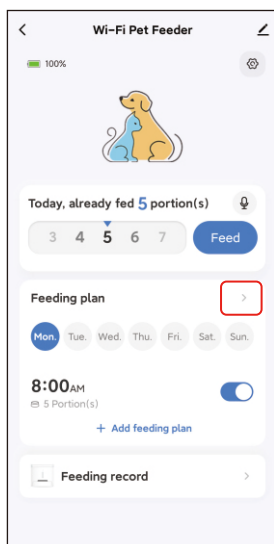 Wi-Fi Pet Feeder
100%
Today, already fed 5 portion(s)
3 4 5 6 7 Feed
Feeding plan
Mon. Tue. Wed. Thu. Fri. Sat. Sun.
8:00AM
5 Portion(s)
+ Add feeding plan
Feeding record